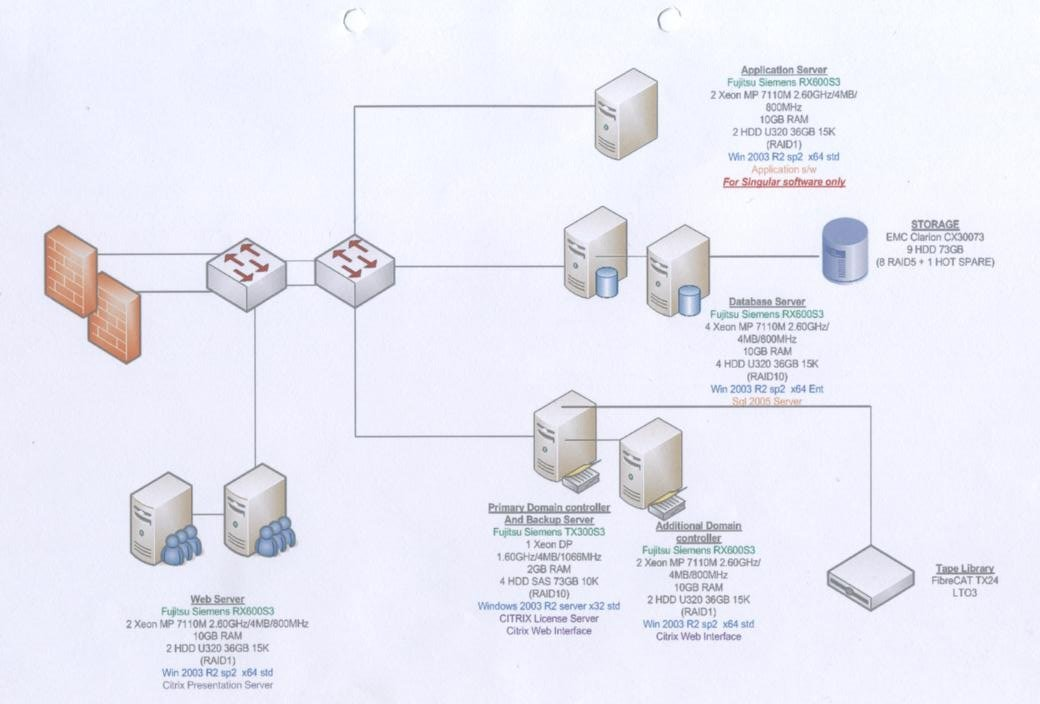 Application Server
Fujitsu Siemens RX600S3
2 Xeon MP 7110M 2.60GHz/4MB/
800MHz
10GB RAM
2 HDD U320 36GB 15K
(RAID1)
Win 2003 R2 sp2 x64 std
Application s/w
For Singular software only
STORAGE
EMC Clarion CX30073
9 HDD 73GB
(8 RAID5 + 1 HOT SPARE)
Database Server
Fujitsu Siemens RX600S3
4 Xeon MP 7110M 2.60GHz/
4MB/800MHz
10GB RAM
4 HDD U320 36GB 15K
(RAID10)
Win 2003 R2 sp2 x64 Ent
Sql 2005 Server
Primary Domain controller
And Backup Server
Fujitsu Siemens TX300S3
1 Xeon DP
1.60GHz/4MB/1066MHz
2GB RAM
4 HDD SAS 73GB 10K
(RAID10)
Windows 2003 R2 server x32 std
CITRIX License Server
Citrix Web Interface
Additional Domain
controller
Fujitsu Siemens RX600S3
2 Xeon MP 7110M 2.60GHz/
4MB/800MHz
10GB RAM
2 HDD U320 36GB 15K
(RAID1)
Win 2003 R2 sp2 x64 std
Citrix Web Interface
Tape Library
FibreCAT TX24
LTO3
Web Server
Fujitsu Siemens RX600S3
2 Xeon MP 7110M 2.60GHz/4MB/800MHz
10GB RAM
2 HDD U320 36GB 15K
(RAID1)
Win 2003 R2 sp2 x64 std
Citrix Presentation Server